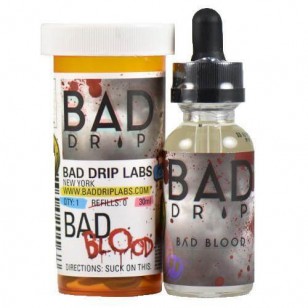 BAD
DRIP
BAD DRIP LABS
NEW YORK
WWW.BADDRIPLABS.COM
QTY: 1 REFILLS: 0 30ml
BAD
BLOOD
DIRECTIONS: SUCK ON THIS.
BAD
DRIP
BAD BLOOD